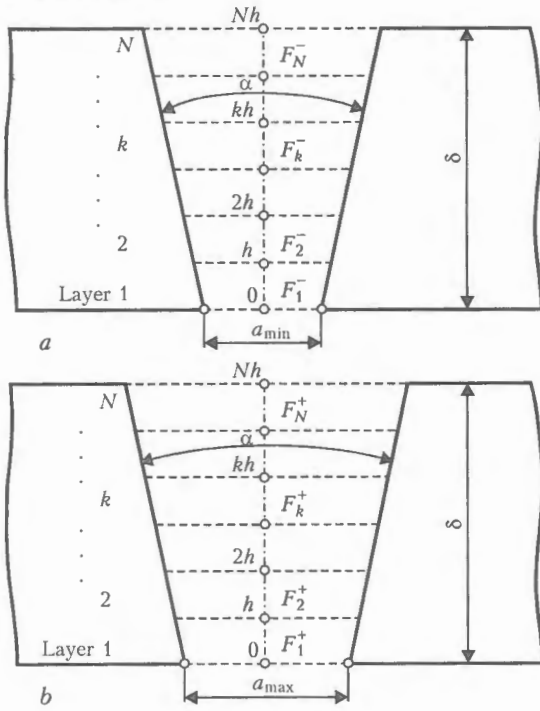 Nh
N
F_N^-
α
kh
k
F_k^-
δ
2h
2
h
F_2^-
Layer 1
0
F_1^-
a
a_min
Nh
N
F_N^+
α
kh
k
F_k^+
δ
2h
2
h
F_2^+
Layer 1
0
F_1^+
b
a_max